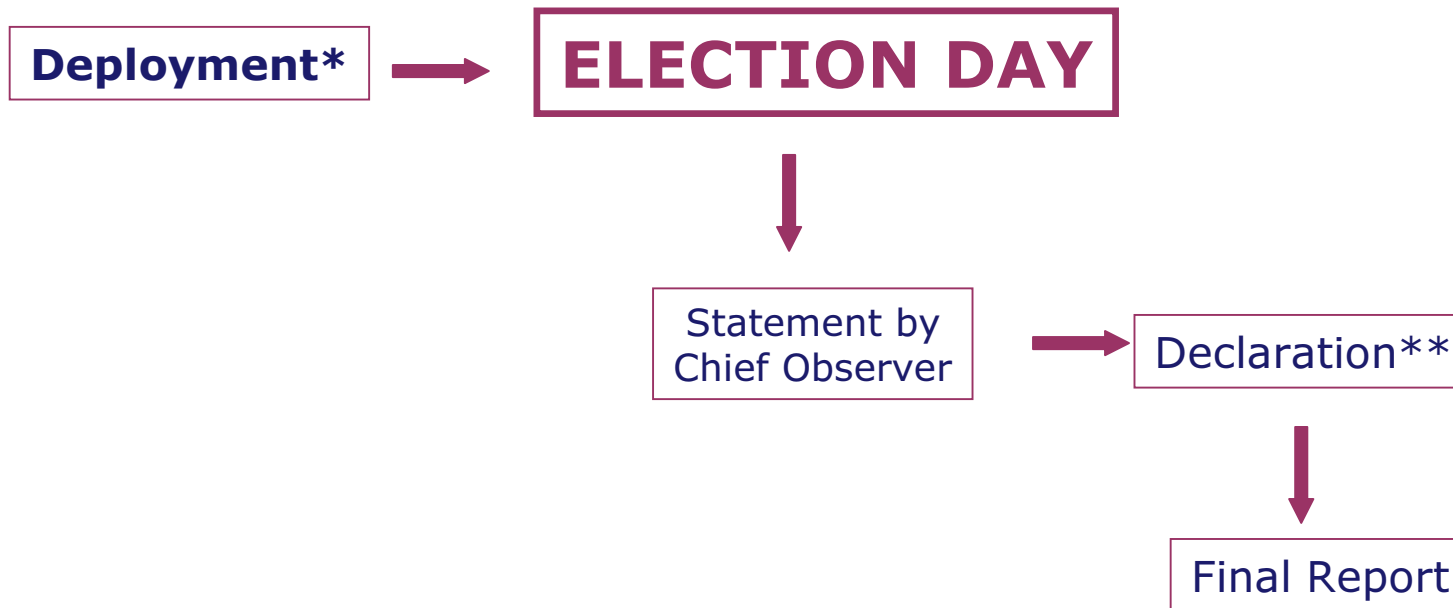 Deployment*
ELECTION DAY
Statement by
Chief Observer
Declaration**
Final Report